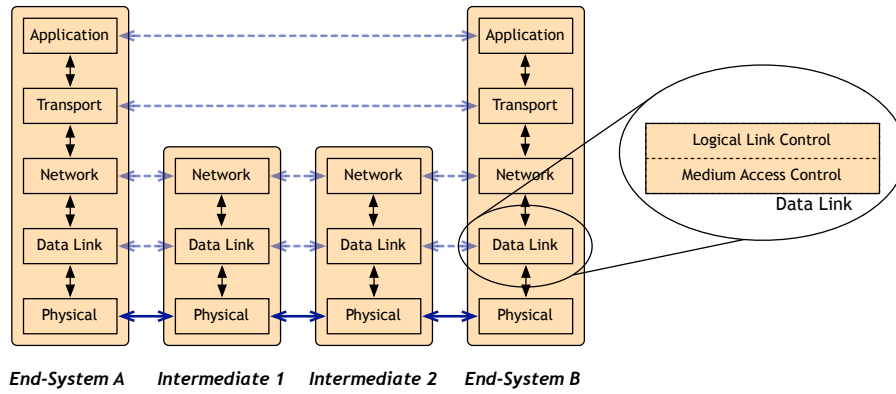 Application
Application
Transport
Transport
Logical Link Control
Medium Access Control
Data Link
Network
Network
Network
Network
Data Link
Data Link
Data Link
Data Link
Physical
Physical
Physical
Physical
End-System A
Intermediate 1
Intermediate 2
End-System B